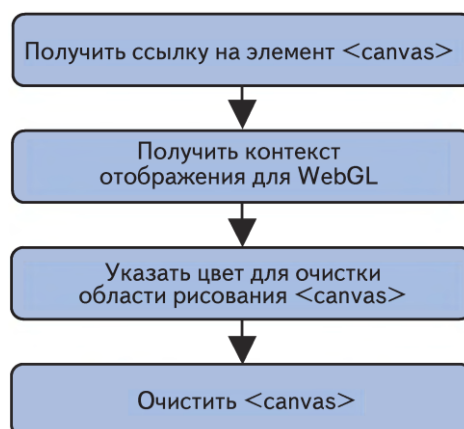 Получить ссылку на элемент <canvas>
Получить контекст
отображения для WebGL
Указать цвет для очистки
области рисования <canvas>
Очистить <canvas>